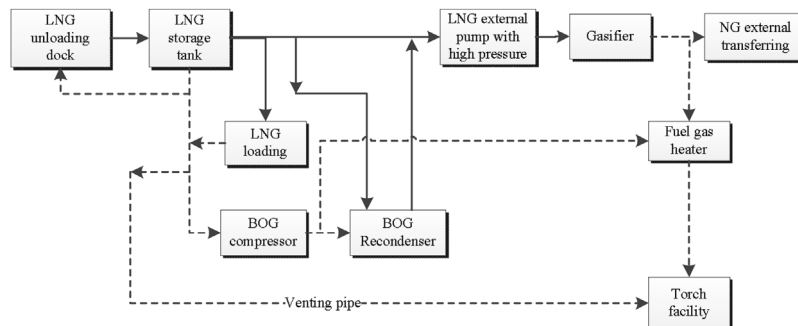 LNG
unloading
dock
LNG
storage
tank
LNG external
pump with
high pressure
Gasifier
NG external
transferring
LNG
loading
Fuel gas
heater
BOG
compressor
BOG
Recondenser
Venting pipe
Torch
facility